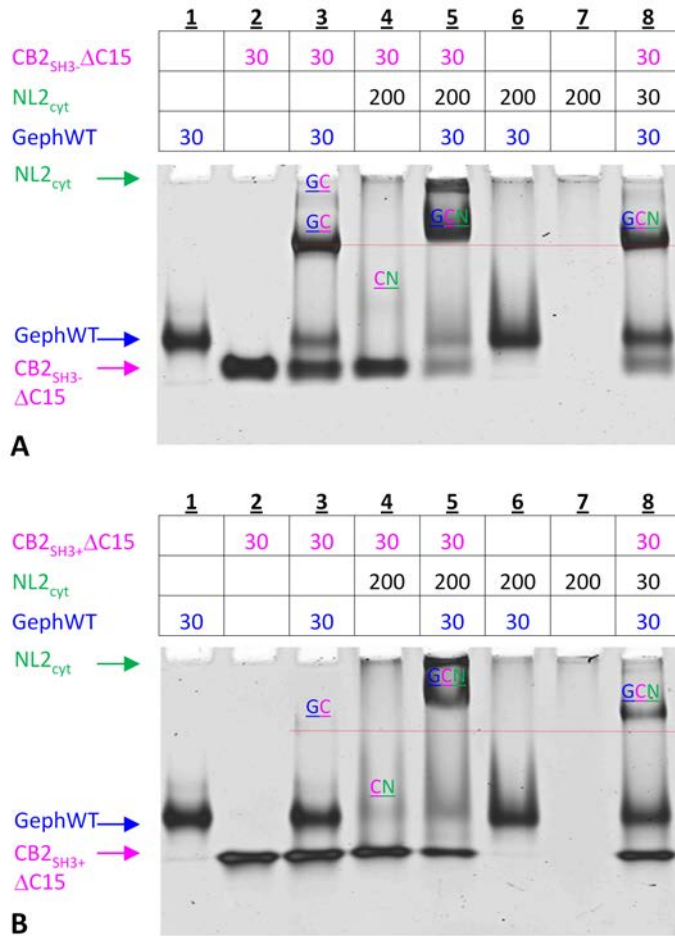 1 2 3 4 5 6 7 8
CB2SH3-ΔC15 30 30 30 30 30
NL2cyt 200 200 200 200 30
GephWT 30 30 30 30 30
NL2cyt
GC
GC GCN GCN
CN
GephWT
CB2SH3-
ΔC15
A
1 2 3 4 5 6 7 8
CB2SH3+ΔC15 30 30 30 30 30
NL2cyt 200 200 200 200 30
GephWT 30 30 30 30 30
NL2cyt
GCN
GC GCN
CN
GephWT
CB2SH3+
ΔC15
B